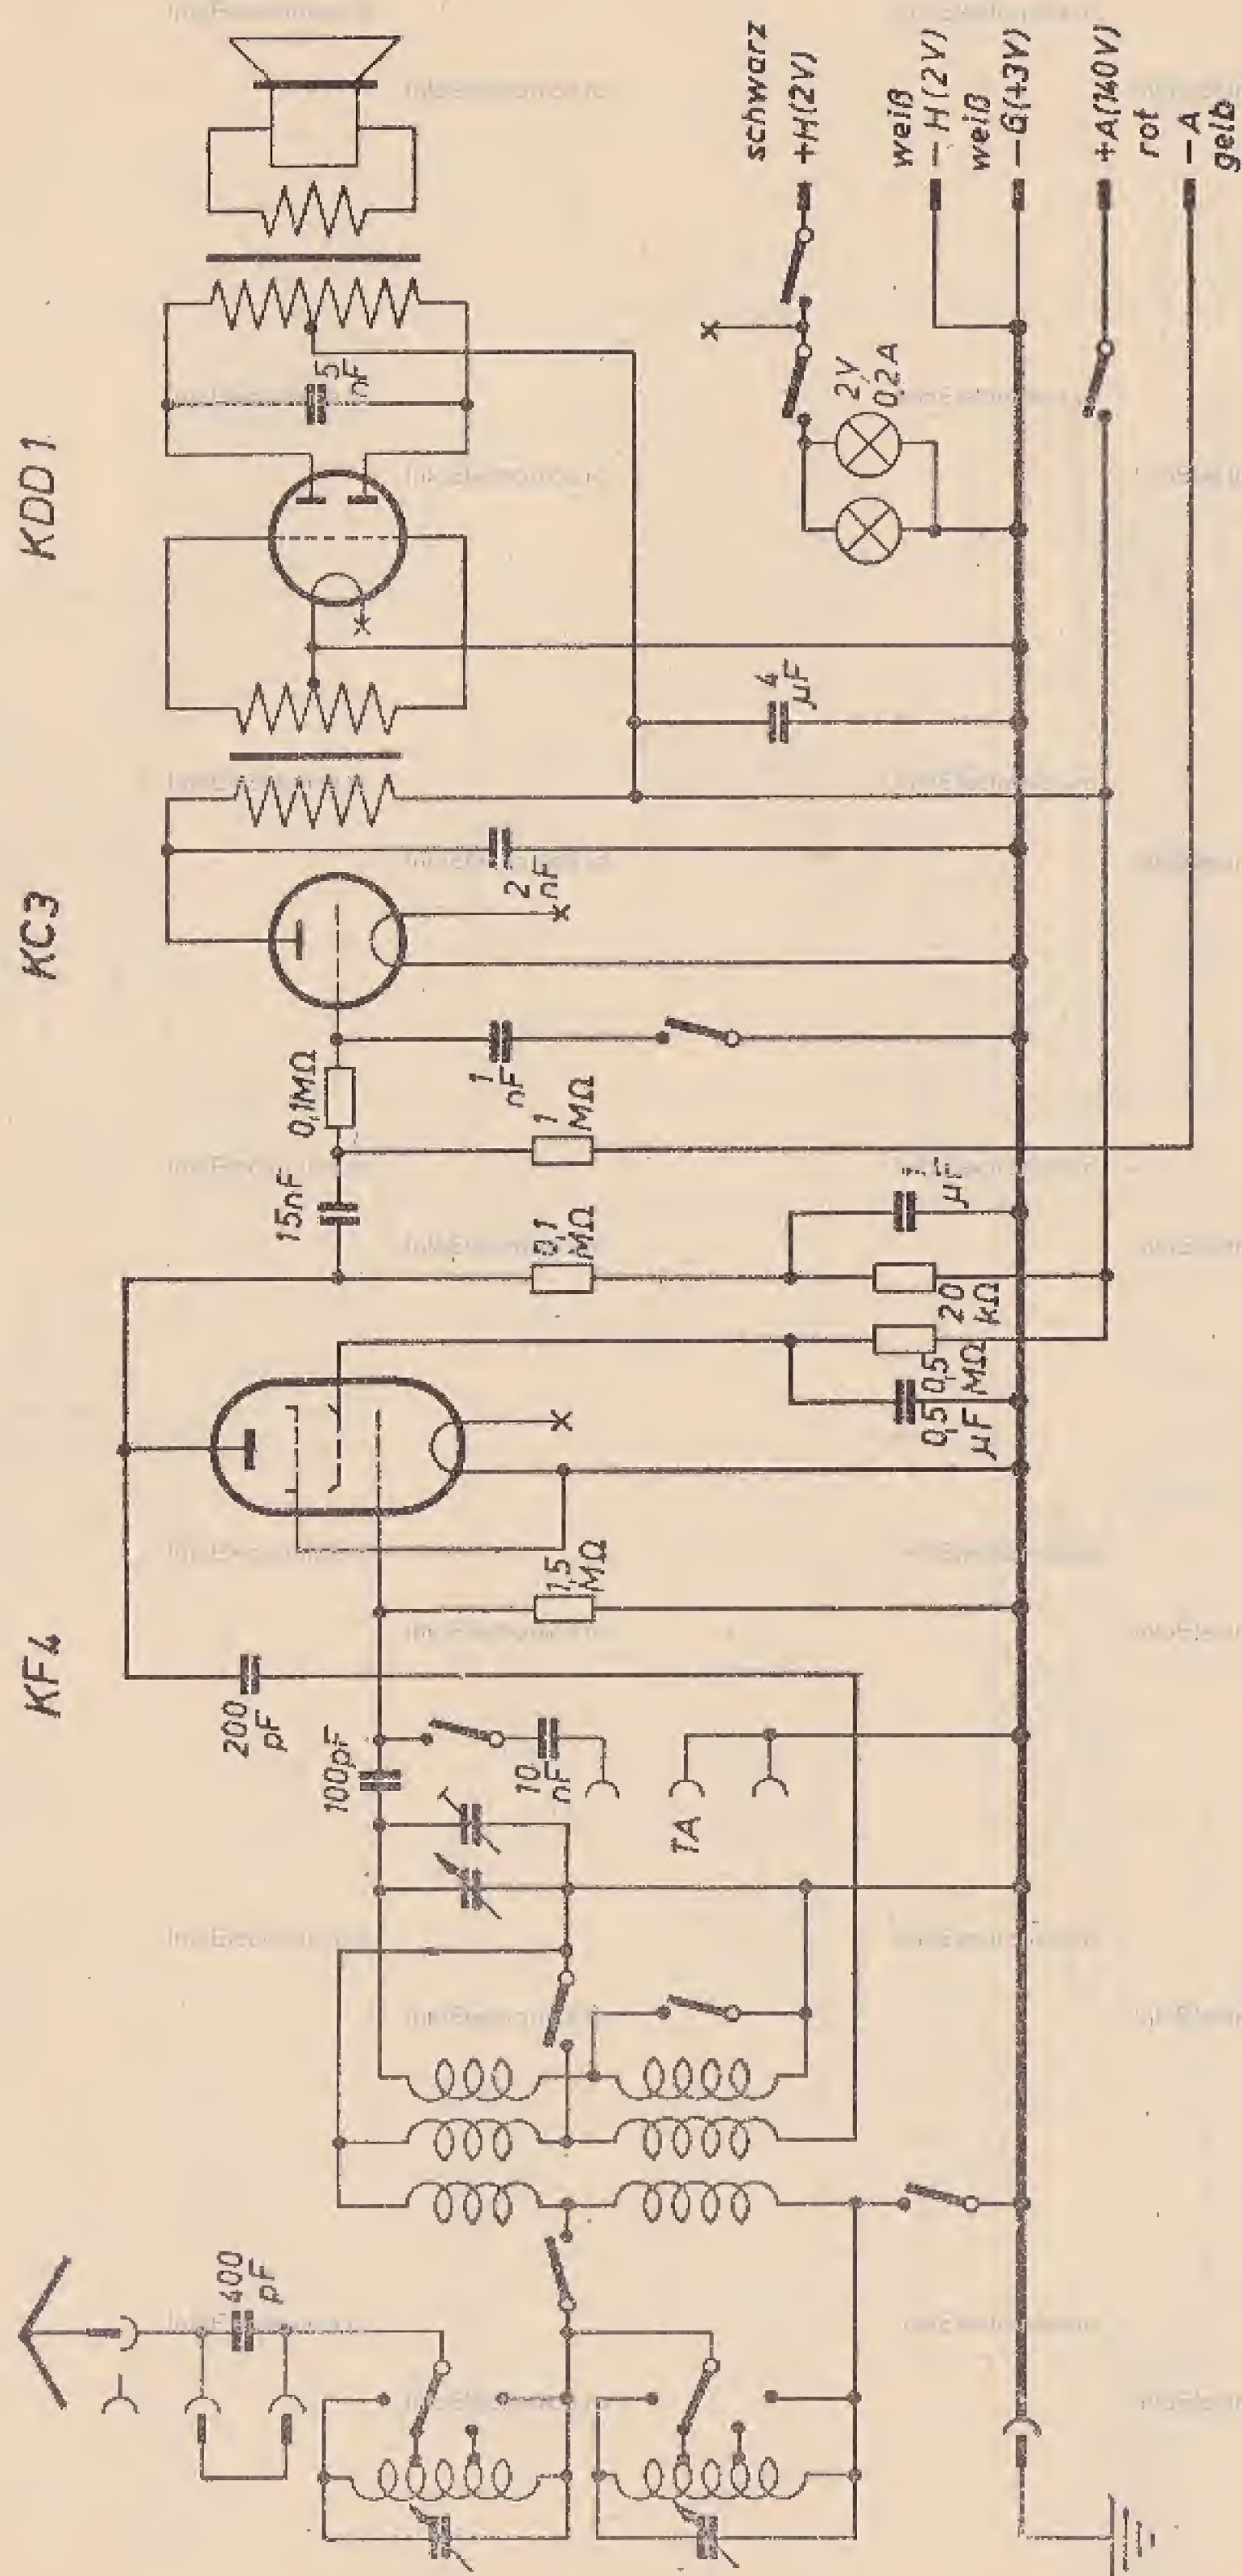 KF4
KC3
KDD1
400
pF
200
pF
100pF
10
nF
TA
1,5
MΩ
0,5
µF
0,5
MΩ
20
kΩ
µF
0,1
MΩ
15nF
1
MΩ
0,1MΩ
1
nF
2
nF
4
µF
5
nF
2V
0,2A
schwarz
+H(2V)
weiß
–H(2V)
weiß
–G(+3V)
+A(140V)
rot
–A
gelb